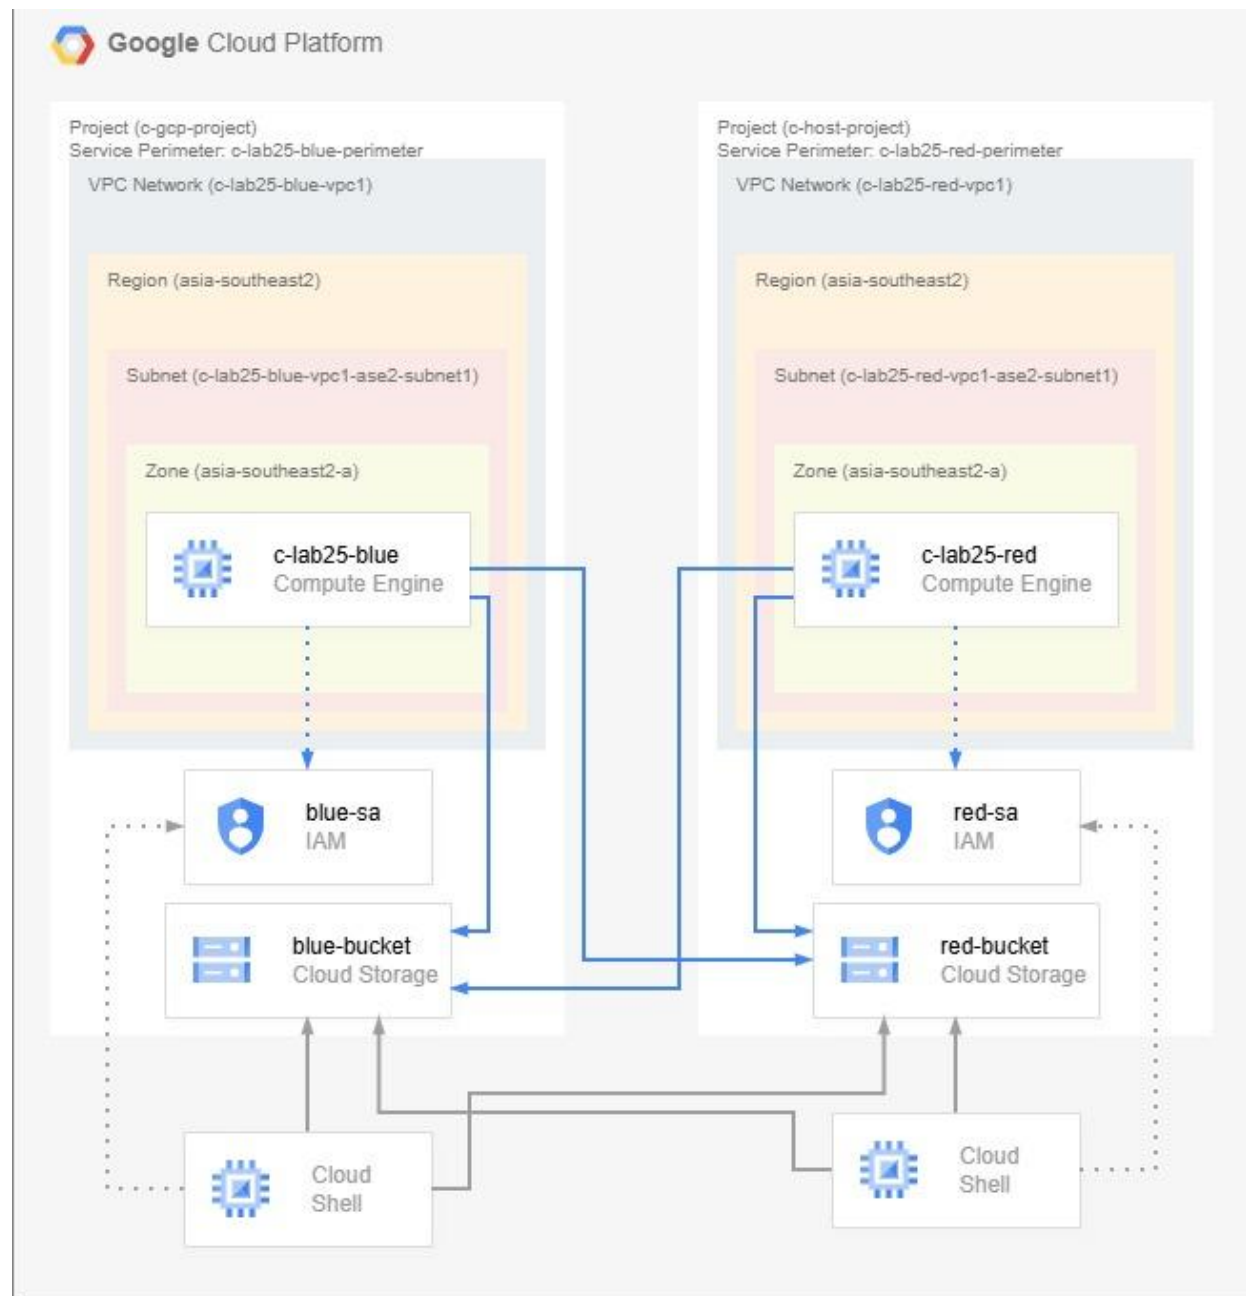 Google Cloud Platform
Project (c-gcp-project)
Service Perimeter: c-lab25-blue-perimeter
VPC Network (c-lab25-blue-vpc1)
Region (asia-southeast2)
Subnet (c-lab25-blue-vpc1-ase2-subnet1)
Zone (asia-southeast2-a)
c-lab25-blue
Compute Engine
blue-sa
IAM
blue-bucket
Cloud Storage
Cloud
Shell
Project (c-host-project)
Service Perimeter: c-lab25-red-perimeter
VPC Network (c-lab25-red-vpc1)
Region (asia-southeast2)
Subnet (c-lab25-red-vpc1-ase2-subnet1)
Zone (asia-southeast2-a)
c-lab25-red
Compute Engine
red-sa
IAM
red-bucket
Cloud Storage
Cloud
Shell